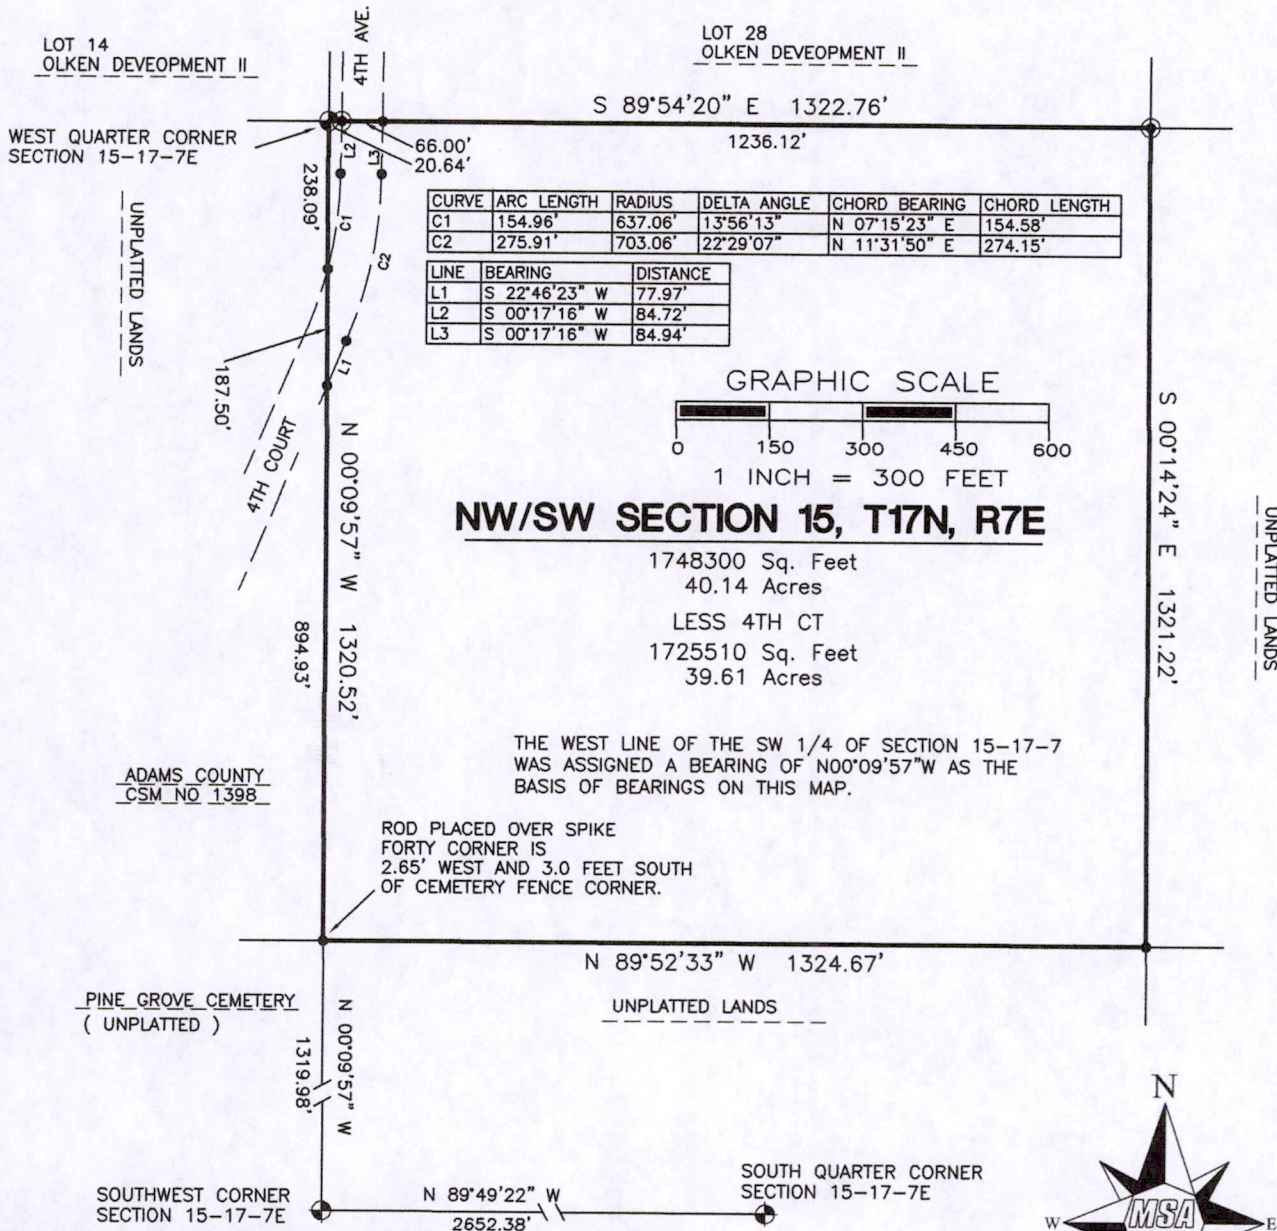 LOT 14
OLKEN DEVEOPMENT II
4TH AVE.
LOT 28
OLKEN DEVEOPMENT II
S 89°54'20" E 1322.76'
1236.12'
WEST QUARTER CORNER
SECTION 15-17-7E
66.00'
20.64'
L2
L3
238.09'
C1
C2
L1
UNPLATTED LANDS
187.50'
4TH COURT
CURVE ARC LENGTH RADIUS DELTA ANGLE CHORD BEARING CHORD LENGTH
C1 154.96' 637.06' 13°56'13" N 07°15'23" E 154.58'
C2 275.91' 703.06' 22°29'07" N 11°31'50" E 274.15'
LINE BEARING DISTANCE
L1 S 22°46'23" W 77.97'
L2 S 00°17'16" W 84.72'
L3 S 00°17'16" W 84.94'
GRAPHIC SCALE
0 150 300 450 600
1 INCH = 300 FEET
NW/SW SECTION 15, T17N, R7E
1748300 Sq. Feet
40.14 Acres
LESS 4TH CT
1725510 Sq. Feet
39.61 Acres
N 00°09'57" W 1320.52'
894.93'
S 00°14'24" E 1321.22'
UNPLATTED LANDS
THE WEST LINE OF THE SW 1/4 OF SECTION 15-17-7
WAS ASSIGNED A BEARING OF N00°09'57"W AS THE
BASIS OF BEARINGS ON THIS MAP.
ADAMS COUNTY
CSM NO 1398
ROD PLACED OVER SPIKE
FORTY CORNER IS
2.65' WEST AND 3.0 FEET SOUTH
OF CEMETERY FENCE CORNER.
N 89°52'33" W 1324.67'
UNPLATTED LANDS
PINE GROVE CEMETERY
( UNPLATTED )
N 00°09'57" W
1319.98'
SOUTHWEST CORNER
SECTION 15-17-7E
N 89°49'22" W
2652.38'
SOUTH QUARTER CORNER
SECTION 15-17-7E
N
W
MSA
E